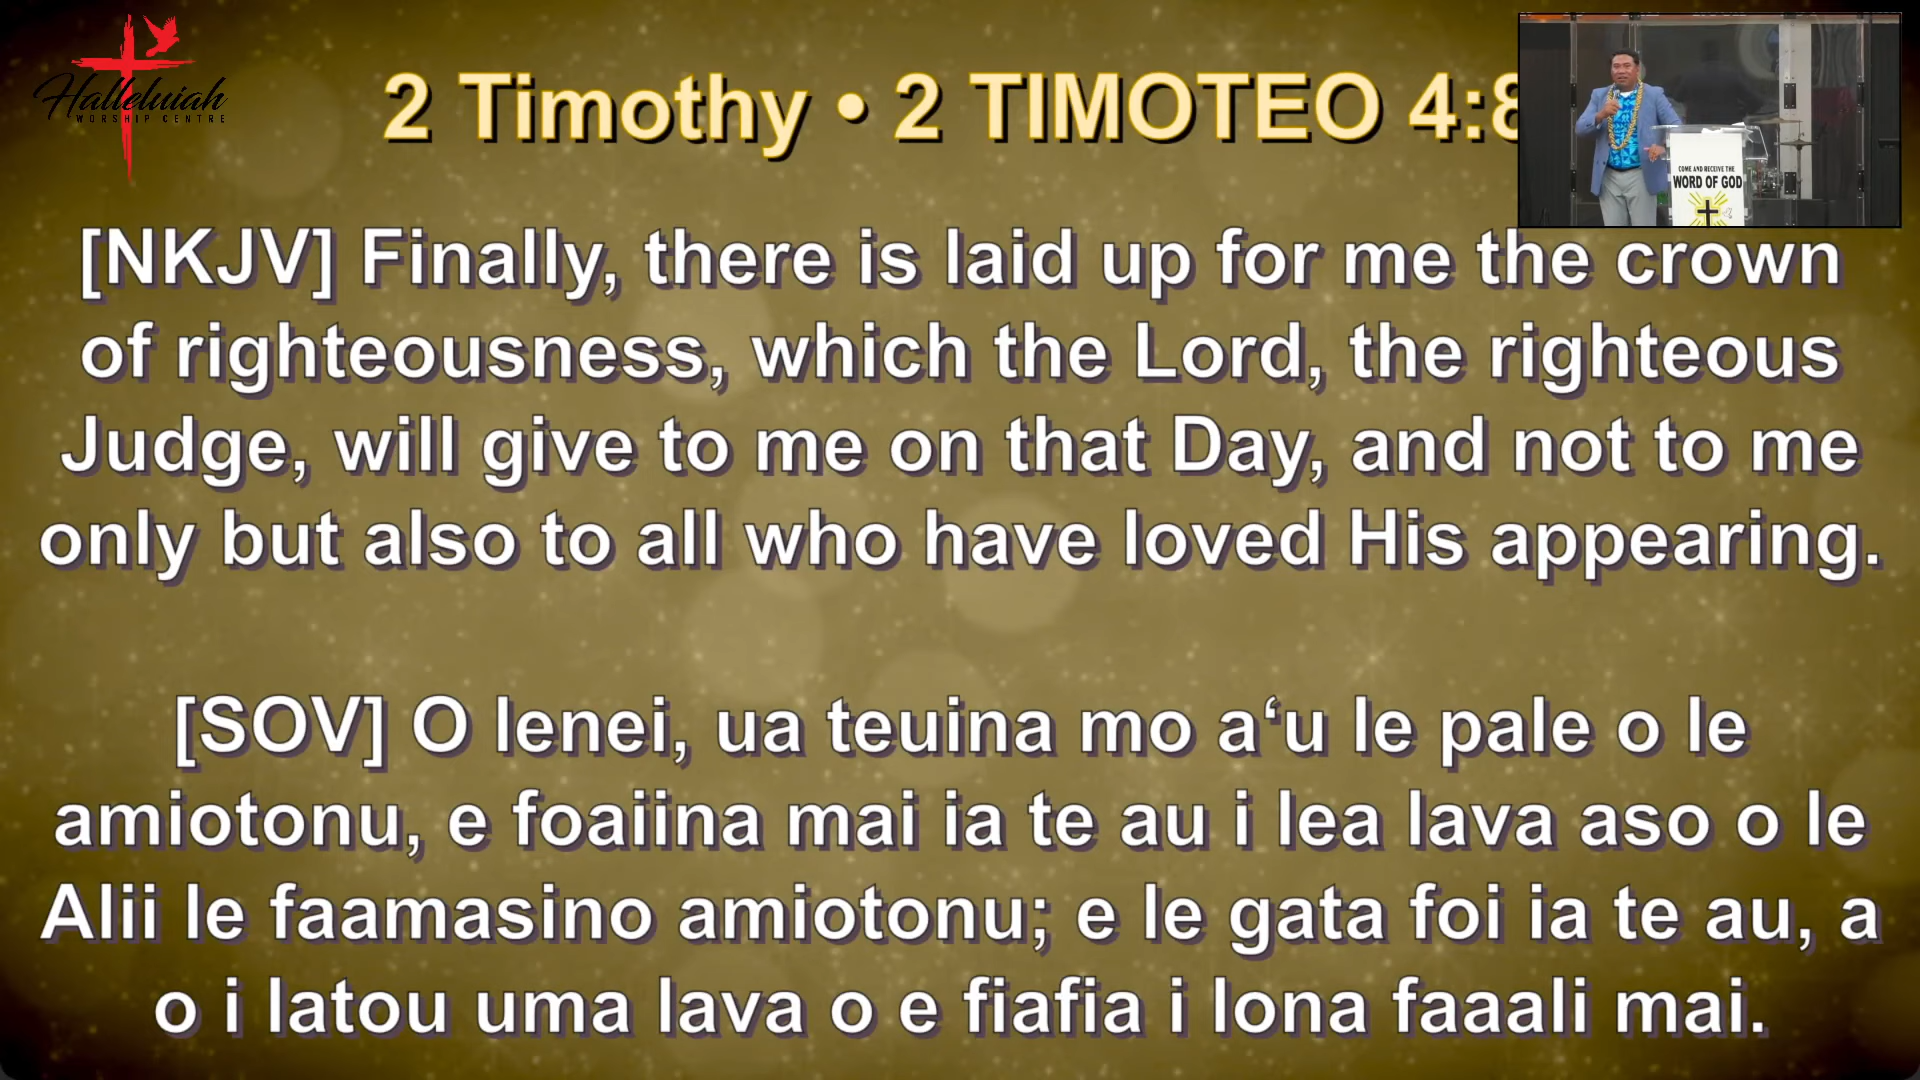 Halleluiah
WORSHIP CENTRE
2 Timothy • 2 TIMOTEO 4:8
COME AND RECEIVE THE
WORD OF GOD
[NKJV] Finally, there is laid up for me the crown
of righteousness, which the Lord, the righteous
Judge, will give to me on that Day, and not to me
only but also to all who have loved His appearing.
[SOV] O lenei, ua teuina mo a‘u le pale o le
amiotonu, e foaiina mai ia te au i lea lava aso o le
Alii le faamasino amiotonu; e le gata foi ia te au, a
o i latou uma lava o e fiafia i lona faaali mai.